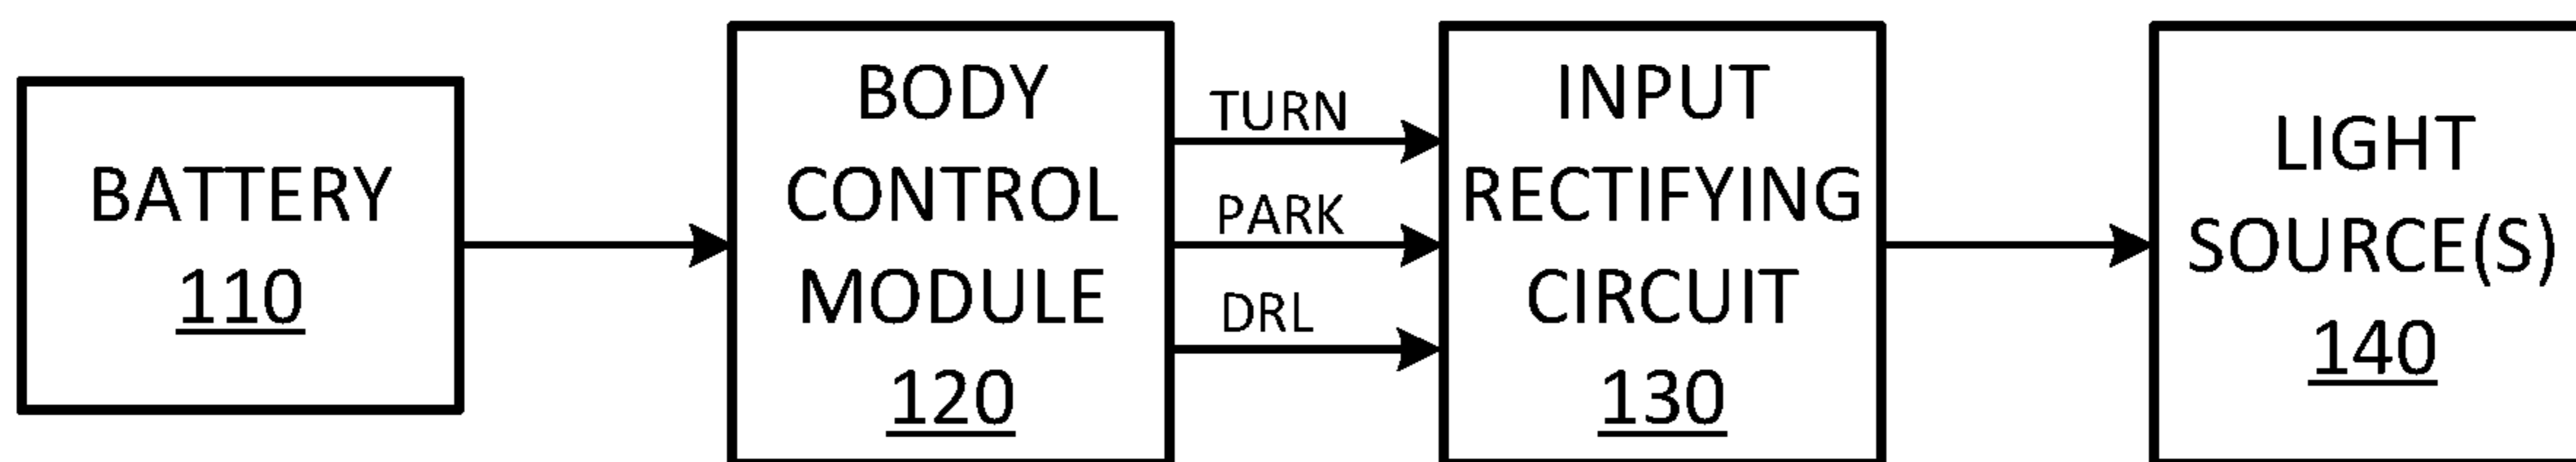 BATTERY
110
BODY
CONTROL
MODULE
120
TURN
PARK
DRL
INPUT
RECTIFYING
CIRCUIT
130
LIGHT
SOURCE(S)
140